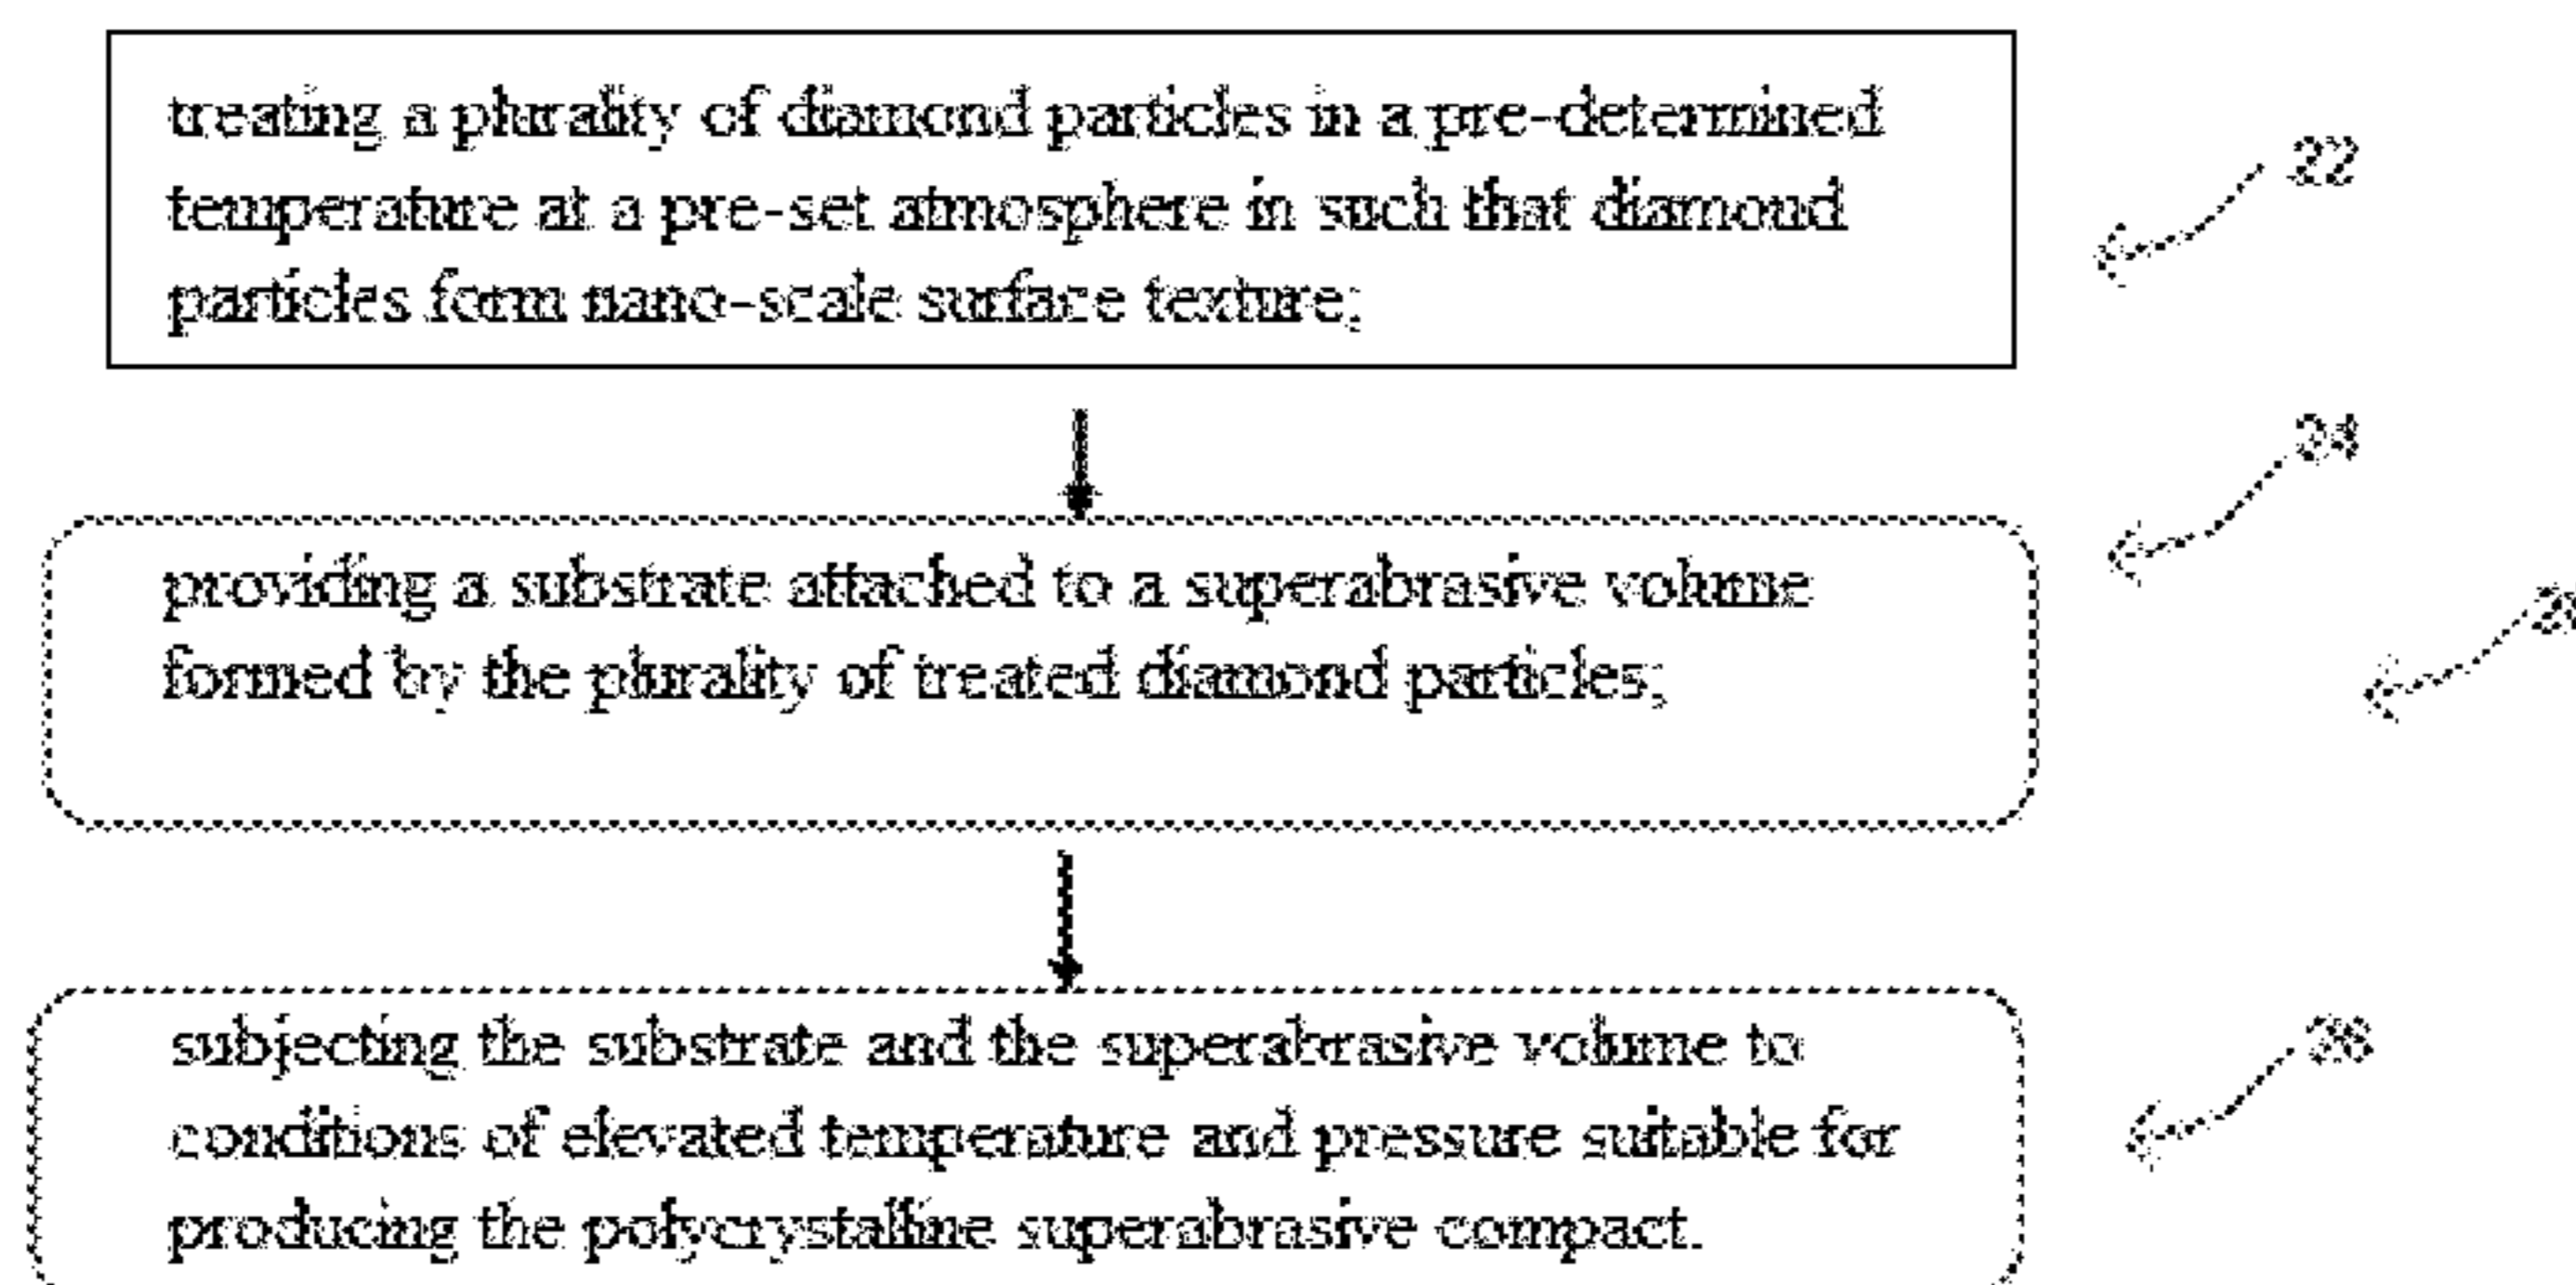 treating a plurality of diamond particles in a pre-determined
22
temperature at a pre-set atmosphere in such that diamond
particles form nano-scale surface texture;
24
providing a substrate attached to a superabrasive volume
formed by the plurality of treated diamond particles;
subjecting the substrate and the superabrasive volume to
conditions of elevated temperature and pressure suitable for
producing the polycrystalline superabrasive compact.